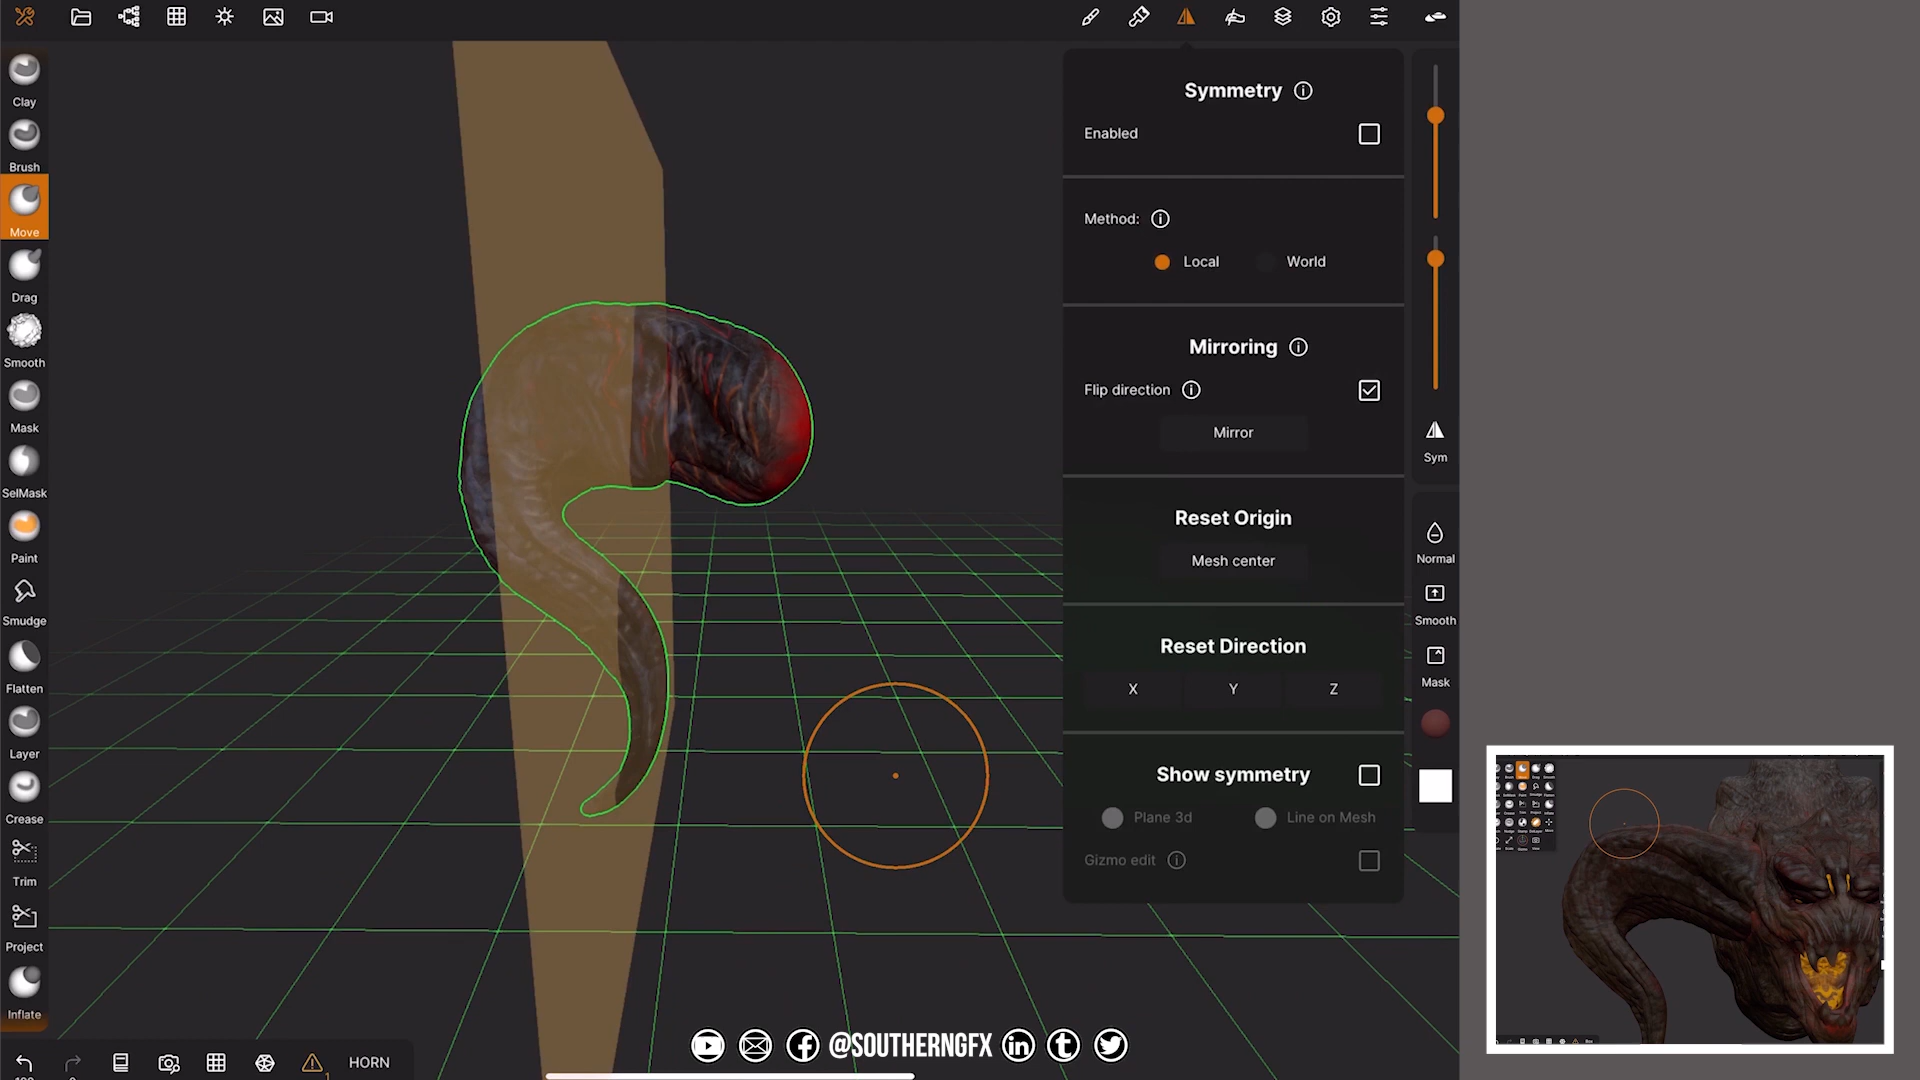 Clay
Brush
Move
Drag
Smooth
Mask
SelMask
Paint
Smudge
Flatten
Layer
Crease
Trim
Project
Inflate
HORN
1
Symmetry
Enabled
Method:
Local World
Mirroring
Flip direction
Mirror
Reset Origin
Mesh center
Reset Direction
X Y Z
Show symmetry
Plane 3d Line on Mesh
Gizmo edit
Sym
Normal
Smooth
Mask
@SOUTHERNGFX